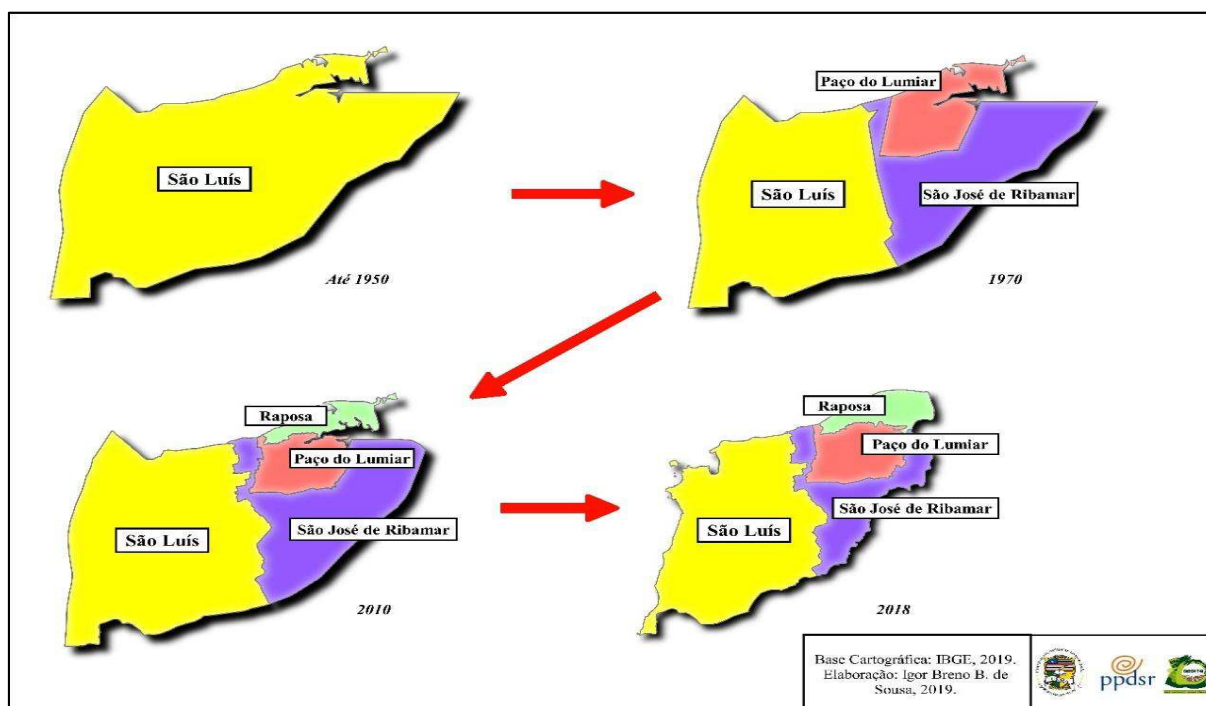 São Luís
Até 1950
Paço do Lumiar
São Luís
São José de Ribamar
1970
Raposa
Paço do Lumiar
São José de Ribamar
São Luís
2010
Raposa
Paço do Lumiar
São José de Ribamar
São Luís
2018
Base Cartográfica: IBGE, 2019.
Elaboração: Igor Breno B. de
Sousa, 2019.
ppdsr